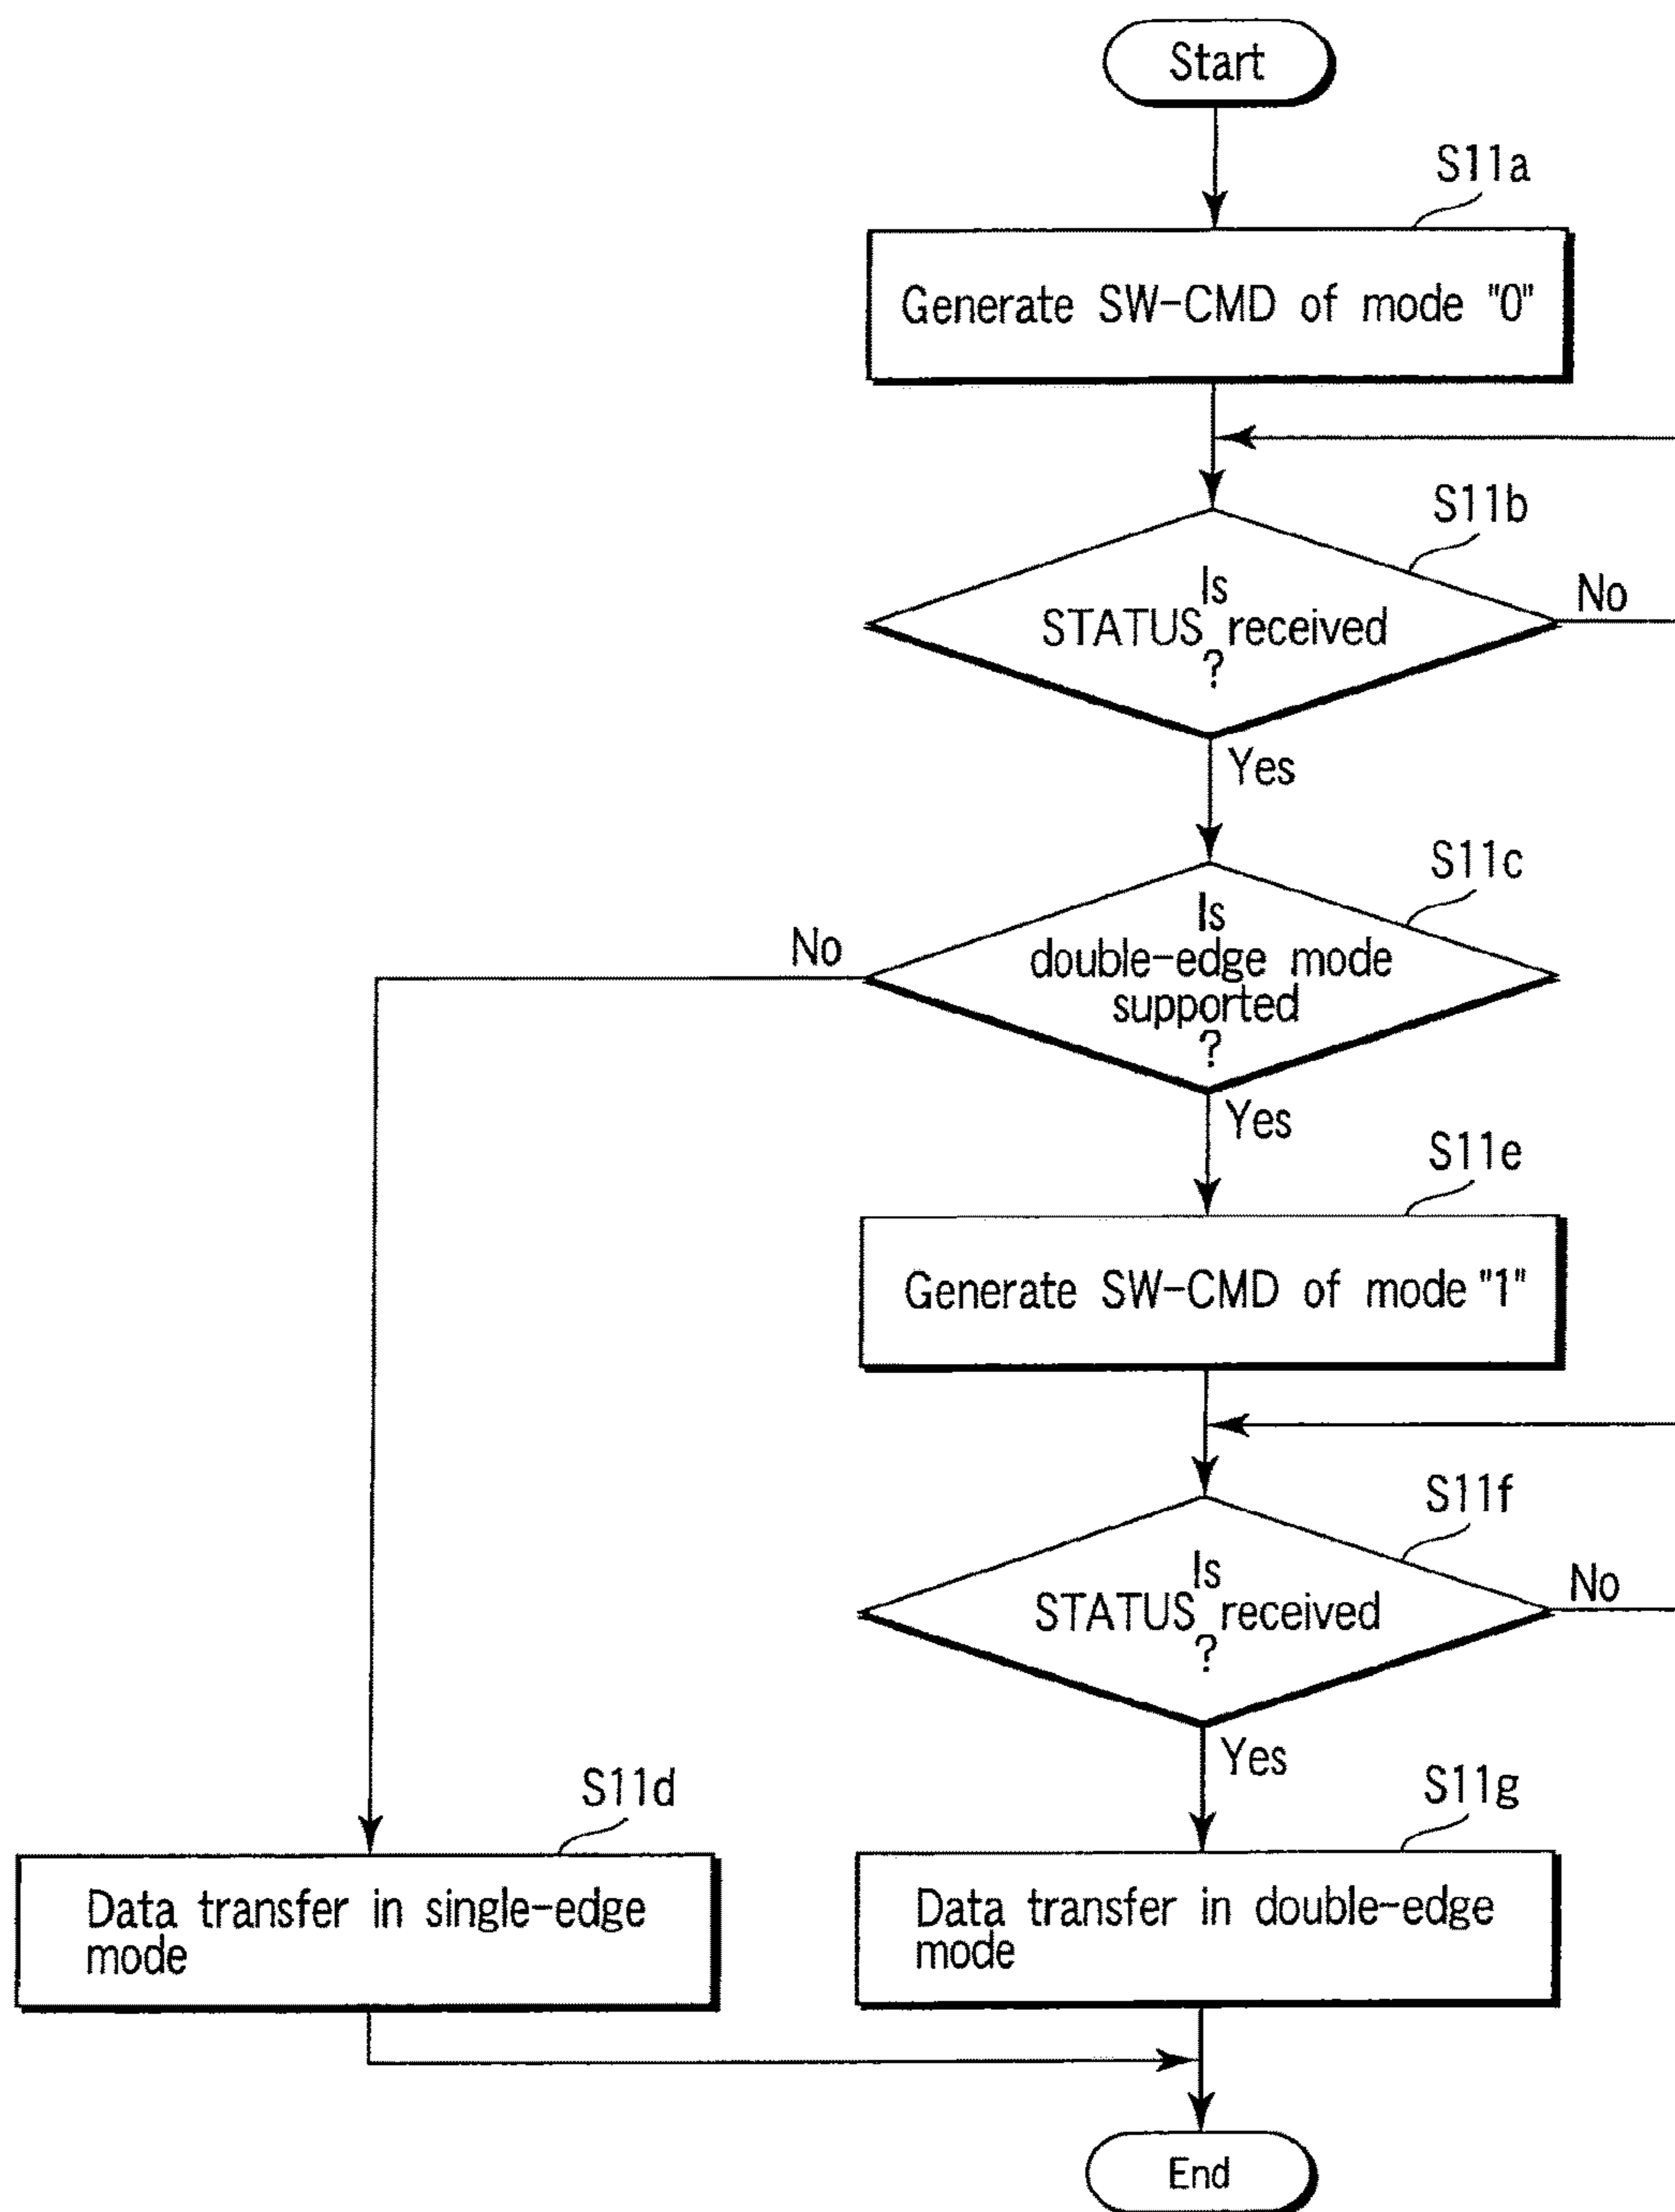 Start
S11a
Generate SW-CMD of mode "0"
S11b
Is
STATUS received
?
No
Yes
S11c
Is
double-edge mode
supported
?
No
Yes
S11e
Generate SW-CMD of mode "1"
S11f
Is
STATUS received
?
No
Yes
S11d
Data transfer in single-edge
mode
S11g
Data transfer in double-edge
mode
End